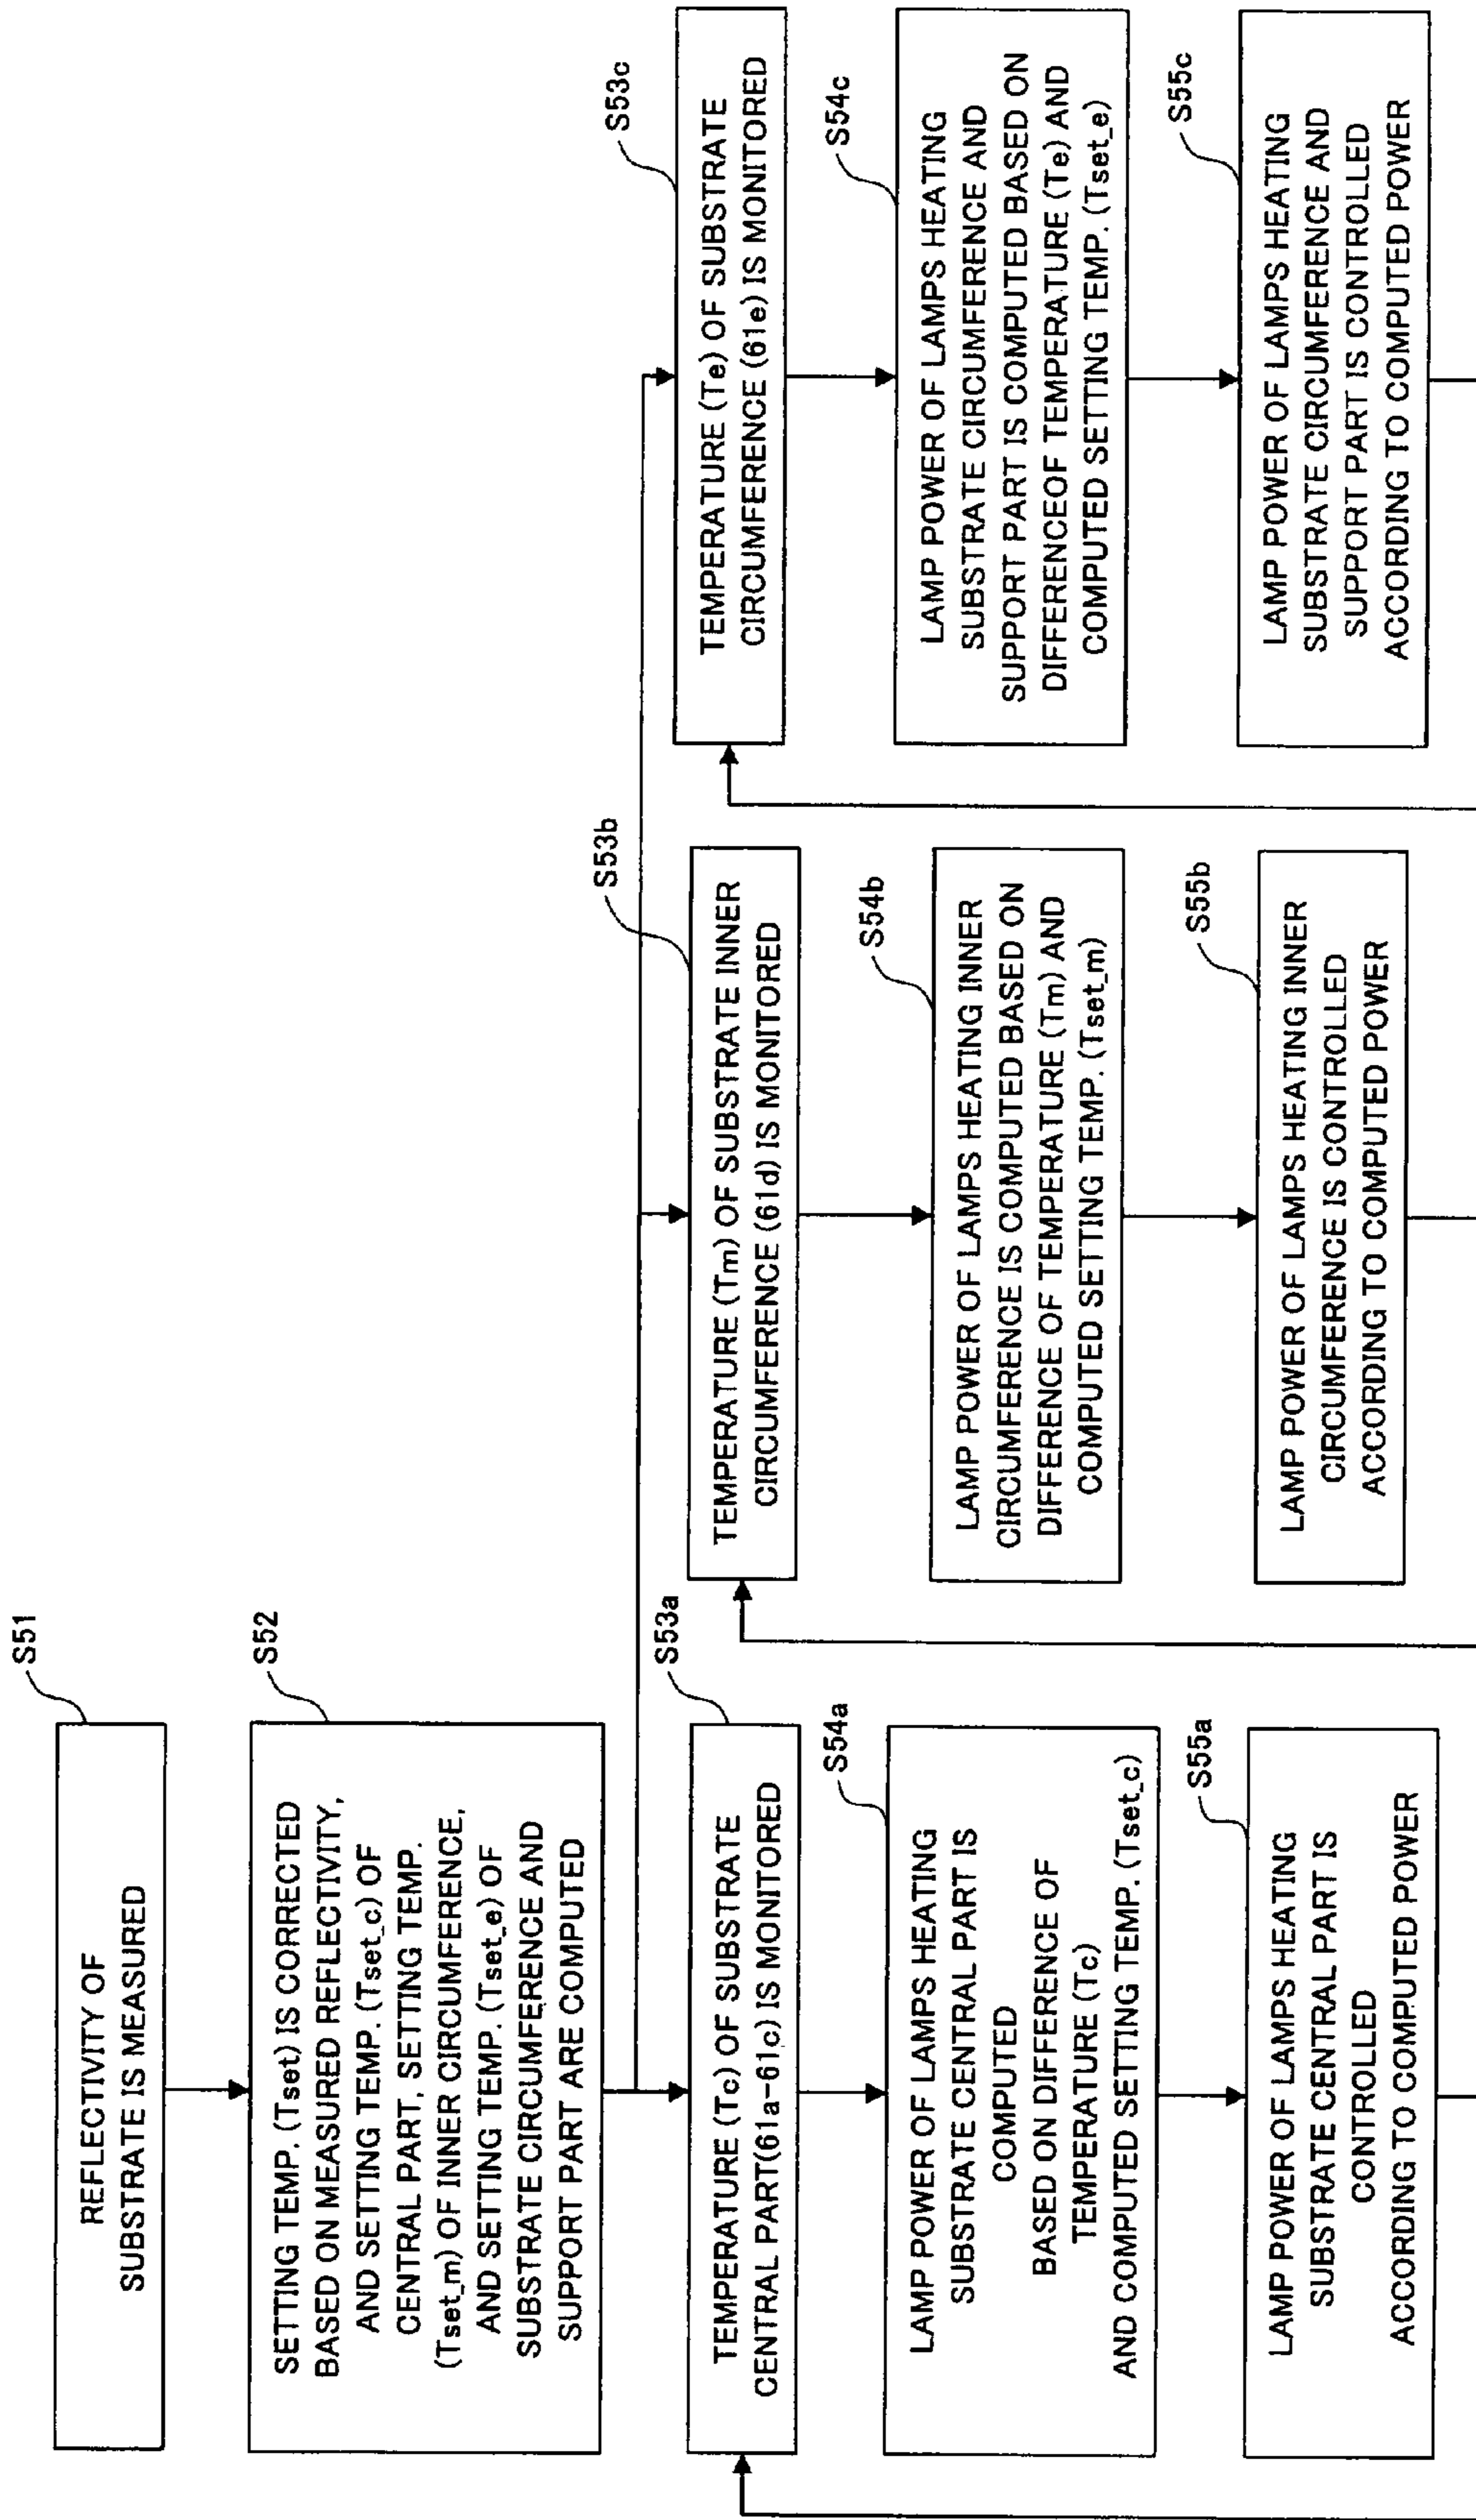 S51
REFLECTIVITY OF
SUBSTRATE IS MEASURED
S52
SETTING TEMP. (Tset) IS CORRECTED
BASED ON MEASURED REFLECTIVITY,
AND SETTING TEMP. (Tset_c) OF
CENTRAL PART, SETTING TEMP.
(Tset_m) OF INNER CIRCUMFERENCE,
AND SETTING TEMP. (Tset_e) OF
SUBSTRATE CIRCUMFERENCE AND
SUPPORT PART ARE COMPUTED
S53a
TEMPERATURE (Tc) OF SUBSTRATE
CENTRAL PART(61a-61c) IS MONITORED
S54a
LAMP POWER OF LAMPS HEATING
SUBSTRATE CENTRAL PART IS
COMPUTED
BASED ON DIFFERENCE OF
TEMPERATURE (Tc)
AND COMPUTED SETTING TEMP. (Tset_c)
S55a
LAMP POWER OF LAMPS HEATING
SUBSTRATE CENTRAL PART IS
CONTROLLED
ACCORDING TO COMPUTED POWER
S53b
TEMPERATURE (Tm) OF SUBSTRATE INNER
CIRCUMFERENCE (61d) IS MONITORED
S54b
LAMP POWER OF LAMPS HEATING INNER
CIRCUMFERENCE IS COMPUTED BASED ON
DIFFERENCE OF TEMPERATURE (Tm) AND
COMPUTED SETTING TEMP. (Tset_m)
S55b
LAMP POWER OF LAMPS HEATING INNER
CIRCUMFERENCE IS CONTROLLED
ACCORDING TO COMPUTED POWER
S53c
TEMPERATURE (Te) OF SUBSTRATE
CIRCUMFERENCE (61e) IS MONITORED
S54c
LAMP POWER OF LAMPS HEATING
SUBSTRATE CIRCUMFERENCE AND
SUPPORT PART IS COMPUTED BASED ON
DIFFERENCEOF TEMPERATURE (Te) AND
COMPUTED SETTING TEMP. (Tset_e)
S55c
LAMP POWER OF LAMPS HEATING
SUBSTRATE CIRCUMFERENCE AND
SUPPORT PART IS CONTROLLED
ACCORDING TO COMPUTED POWER